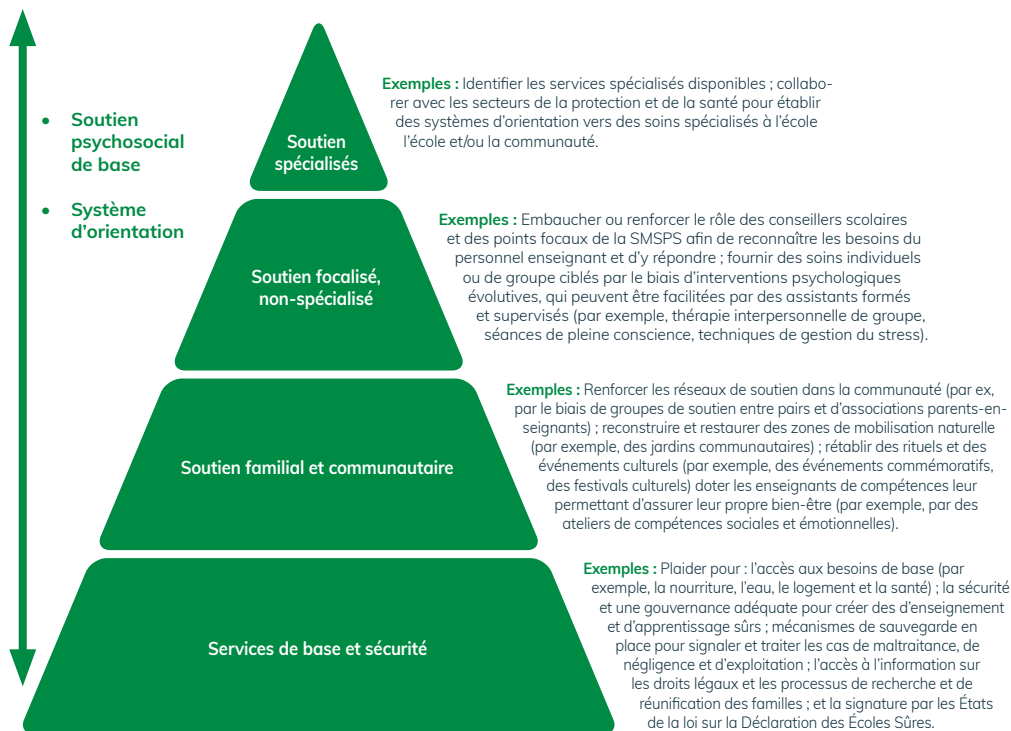 • Soutien
psychosocial
de base
• Système
d'orientation
Soutien
spécialisés
Exemples : Identifier les services spécialisés disponibles ; collabo-
rer avec les secteurs de la protection et de la santé pour établir
des systèmes d'orientation vers des soins spécialisés à l'école
l'école et/ou la communauté.
Soutien focalisé,
non-spécialisé
Exemples : Embaucher ou renforcer le rôle des conseillers scolaires
et des points focaux de la SMSPS afin de reconnaître les besoins du
personnel enseignant et d'y répondre ; fournir des soins individuels
ou de groupe ciblés par le biais d'interventions psychologiques
évolutives, qui peuvent être facilitées par des assistants formés
et supervisés (par exemple, thérapie interpersonnelle de groupe,
séances de pleine conscience, techniques de gestion du stress).
Soutien familial et communautaire
Exemples : Renforcer les réseaux de soutien dans la communauté (par ex,
par le biais de groupes de soutien entre pairs et d'associations parents-en-
seignants) ; reconstruire et restaurer des zones de mobilisation naturelle
(par exemple, des jardins communautaires) ; rétablir des rituels et des
événements culturels (par exemple, des événements commémoratifs,
des festivals culturels) doter les enseignants de compétences leur
permettant d'assurer leur propre bien-être (par exemple, par des
ateliers de compétences sociales et émotionnelles).
Services de base et sécurité
Exemples : Plaider pour : l'accès aux besoins de base (par
exemple, la nourriture, l'eau, le logement et la santé) ; la sécurité
et une gouvernance adéquate pour créer des d'enseignement
et d'apprentissage sûrs ; mécanismes de sauvegarde en
place pour signaler et traiter les cas de maltraitance, de
négligence et d'exploitation ; l'accès à l'information sur
les droits légaux et les processus de recherche et de
réunification des familles ; et la signature par les États
de la loi sur la Déclaration des Écoles Sûres.